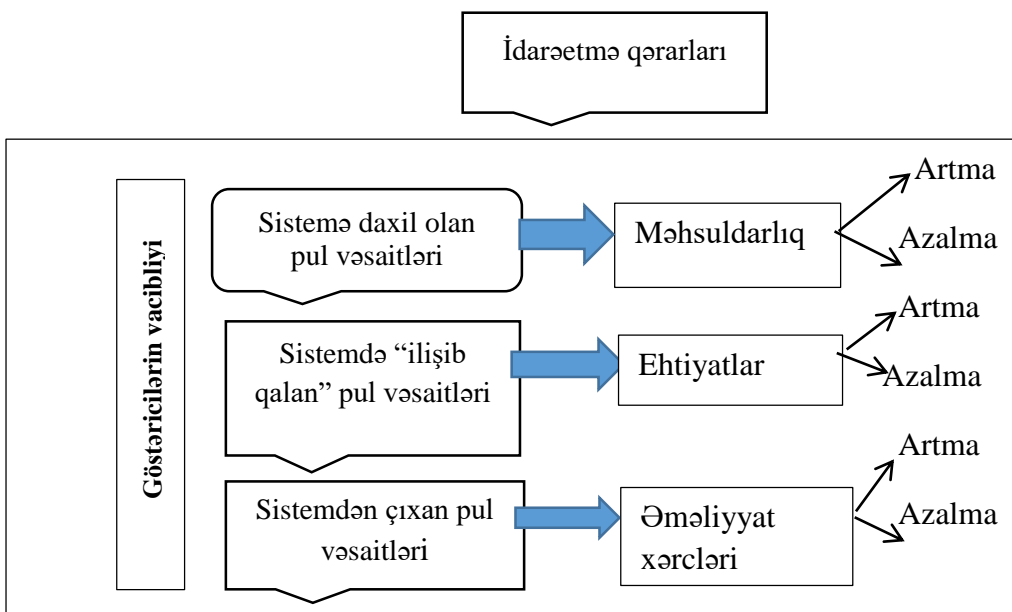 İdarəetmə qərarları
Göstəricilərin vacibliyi
Sistemə daxil olan
pul vəsaitləri
Məhsuldarlıq
Artma
Azalma
Sistemdə “ilişib
qalan” pul vəsaitləri
Ehtiyatlar
Artma
Azalma
Sistemdən çıxan pul
vəsaitləri
Əməliyyat
xərcləri
Artma
Azalma